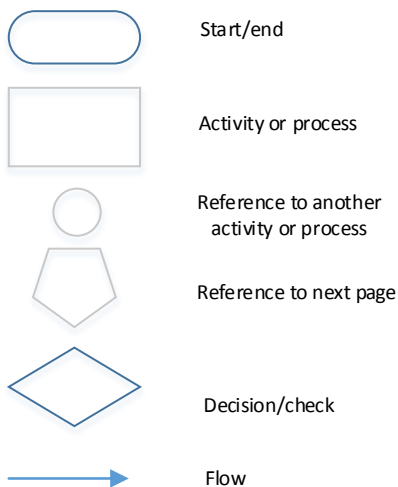 Start/end
Activity or process
Reference to another
activity or process
Reference to next page
Decision/check
Flow